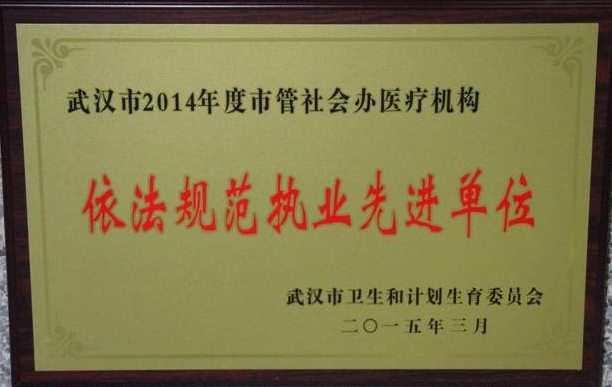 武汉市2014年度市管社会办医疗机构
依法规范执业先进单位
武汉市卫生和计划生育委员会
二〇一五年三月